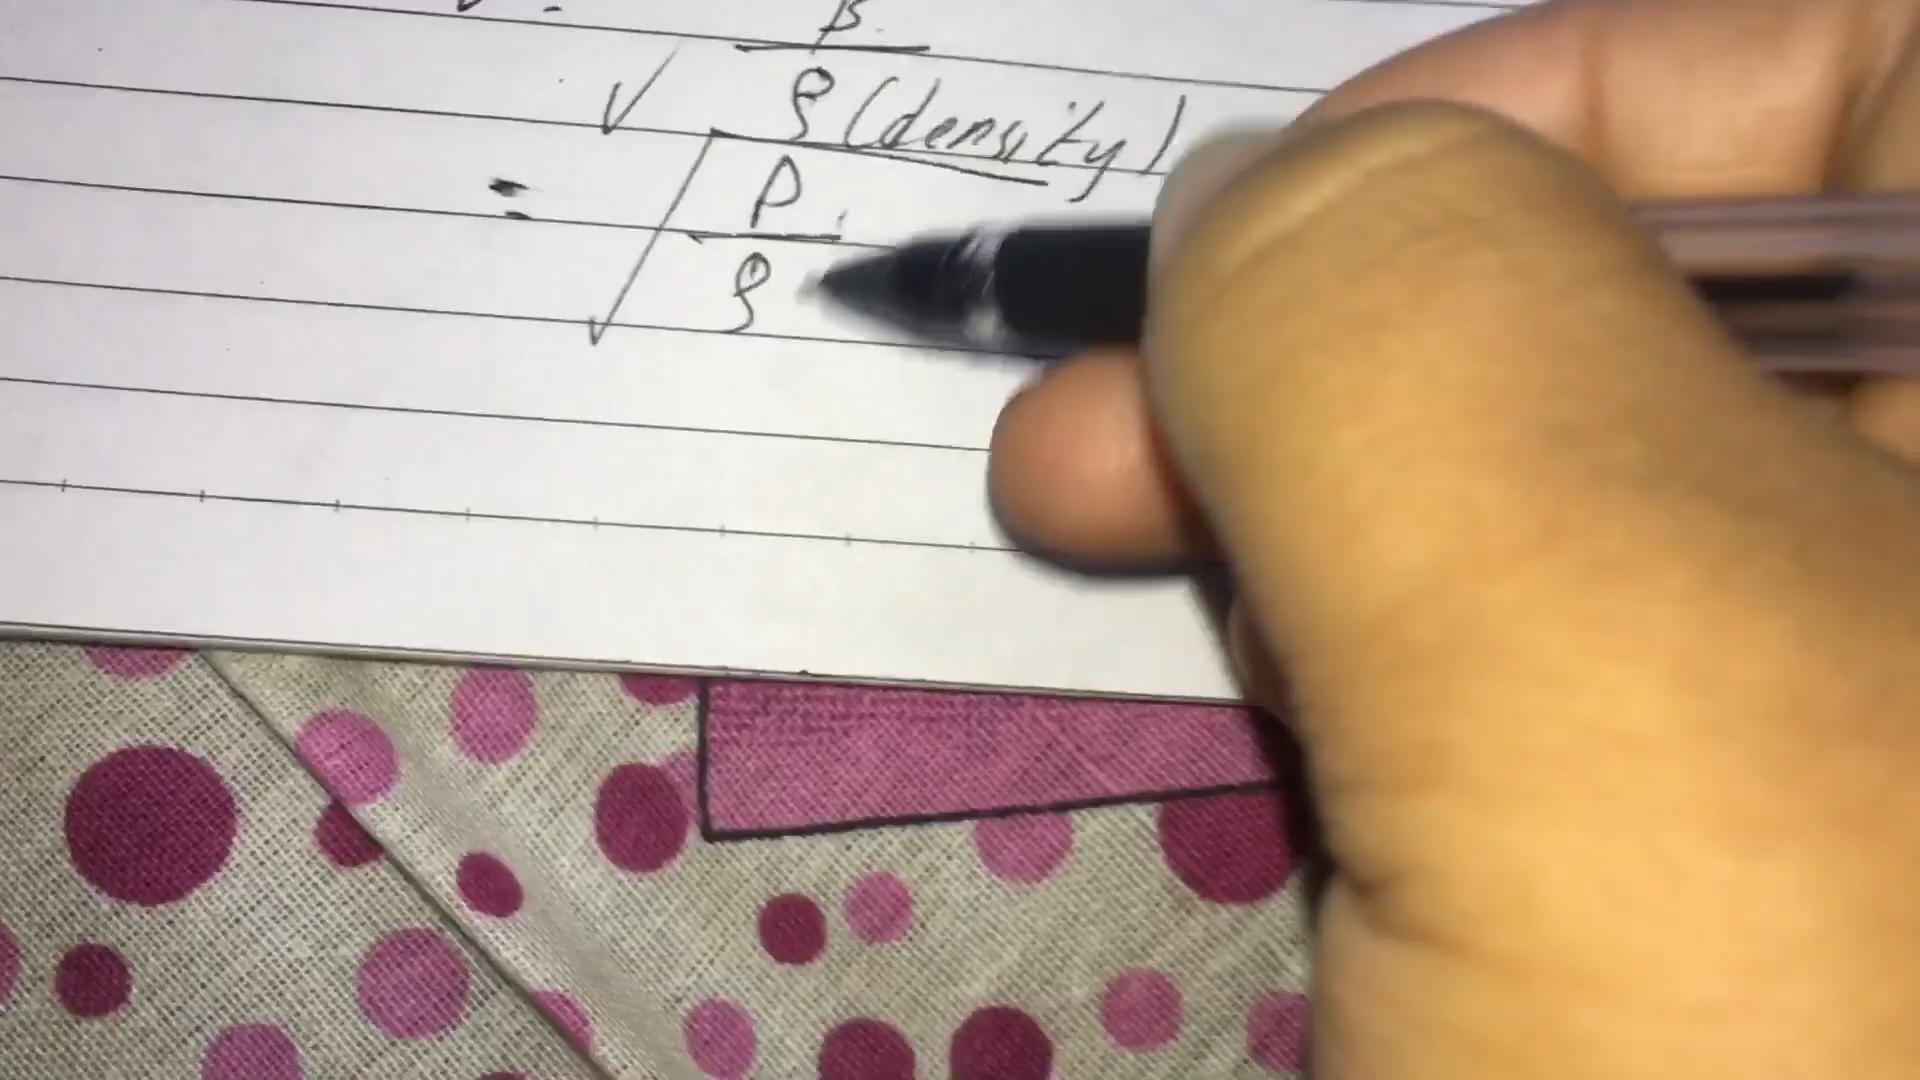 √ β / ρ (density)
= √ P / ρ